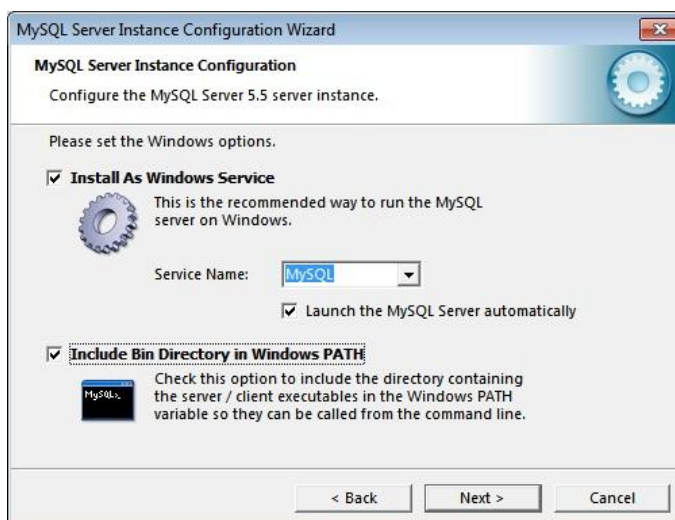 MySQL Server Instance Configuration Wizard
MySQL Server Instance Configuration
Configure the MySQL Server 5.5 server instance.
Please set the Windows options.
Install As Windows Service
This is the recommended way to run the MySQL
server on Windows.
Service Name: MySQL
Launch the MySQL Server automatically
Include Bin Directory in Windows PATH
MySQL>_
Check this option to include the directory containing
the server / client executables in the Windows PATH
variable so they can be called from the command line.
< Back Next > Cancel